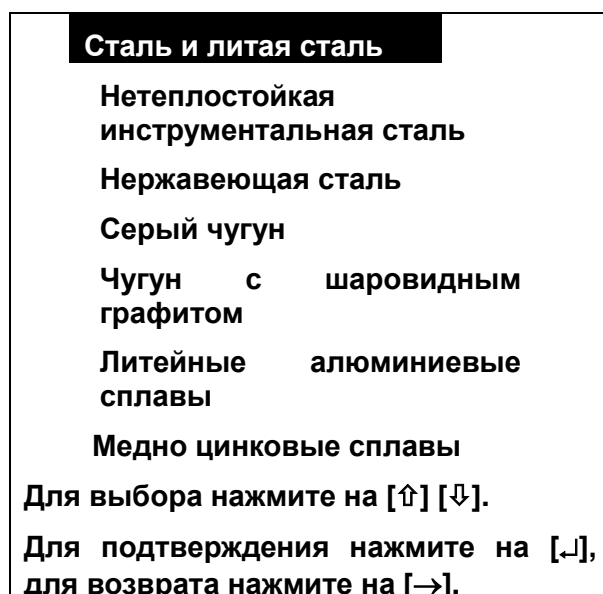 Сталь и литая сталь
Нетеплостойкая
инструментальная сталь
Нержавеющая сталь
Серый чугун
Чугун с шаровидным
графитом
Литейные алюминиевые
сплавы
Медно цинковые сплавы
Для выбора нажмите на [⇧] [⇩].
Для подтверждения нажмите на [↵],
для возврата нажмите на [→].